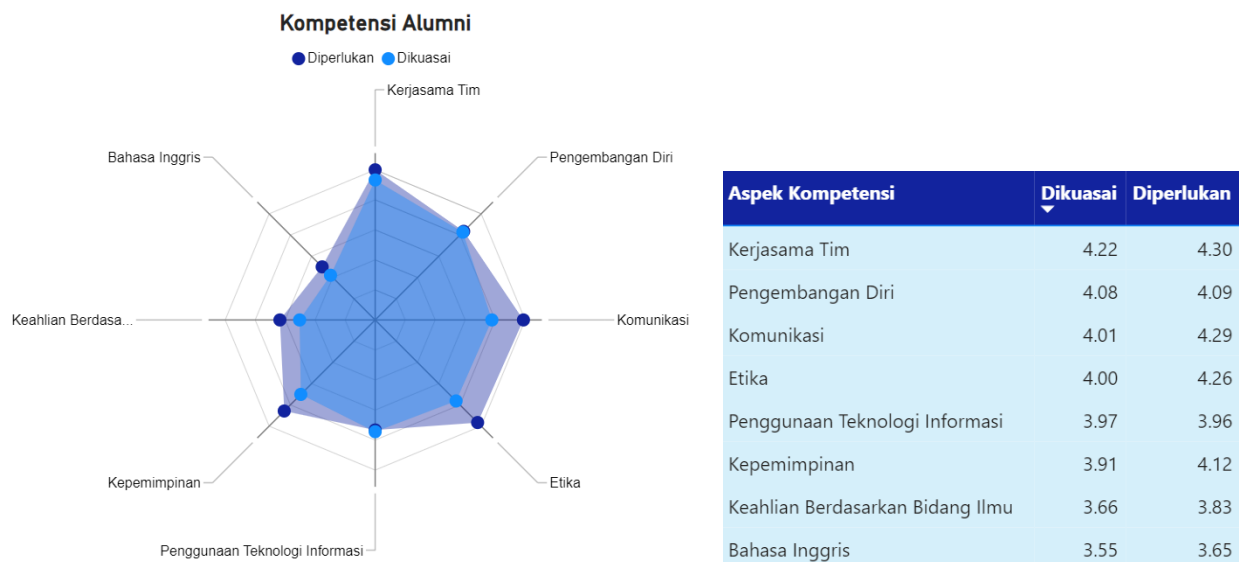 Kompetensi Alumni
Diperlukan Dikuasai
Kerjasama Tim
Bahasa Inggris
Pengembangan Diri
Keahlian Berdasa...
Komunikasi
Kepemimpinan
Etika
Penggunaan Teknologi Informasi
Aspek Kompetensi Dikuasai Diperlukan
Kerjasama Tim 4.22 4.30
Pengembangan Diri 4.08 4.09
Komunikasi 4.01 4.29
Etika 4.00 4.26
Penggunaan Teknologi Informasi 3.97 3.96
Kepemimpinan 3.91 4.12
Keahlian Berdasarkan Bidang Ilmu 3.66 3.83
Bahasa Inggris 3.55 3.65